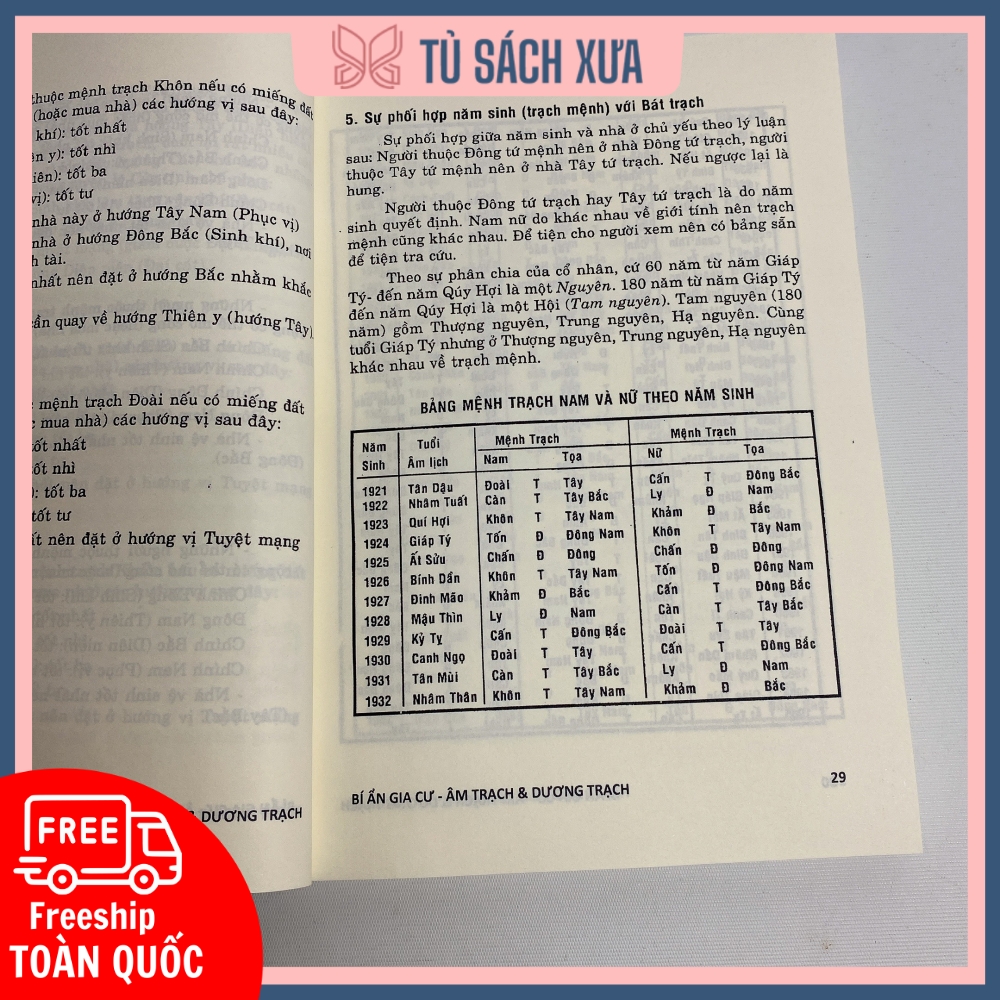 TỦ SÁCH XƯA
thuộc mệnh trạch Khôn nếu có miếng đất
(hoặc mua nhà) các hướng vị sau đây:
khí): tốt nhất
n y): tốt nhì
iên): tốt ba
vị): tốt tư
nhà này ở hướng Tây Nam (Phục vị)
nhà ở hướng Đông Bắc (Sinh khí), nơi
h tài.
nhất nên đặt ở hướng Bắc nhằm khắc
cần quay về hướng Thiên y (hướng Tây).
c mệnh trạch Đoài nếu có miếng đất
c mua nhà) các hướng vị sau đây:
tốt nhất
tốt nhì
): tốt ba
tốt tư
ất nên đặt ở hướng vị Tuyệt mạng
& DƯƠNG TRẠCH
5. Sự phối hợp năm sinh (trạch mệnh) với Bát trạch
Sự phối hợp giữa năm sinh và nhà ở chủ yếu theo lý luận
sau: Người thuộc Đông tứ mệnh nên ở nhà Đông tứ trạch, người
thuộc Tây tứ mệnh nên ở nhà Tây tứ trạch. Nếu ngược lại là
hung.
Người thuộc Đông tứ trạch hay Tây tứ trạch là do năm
sinh quyết định. Nam nữ do khác nhau về giới tính nên trạch
mệnh cũng khác nhau. Để tiện cho người xem nên có bảng sẵn
để tiện tra cứu.
Theo sự phân chia của cổ nhân, cứ 60 năm từ năm Giáp
Tý- đến năm Qúy Hợi là một Nguyên. 180 năm từ năm Giáp Tý
đến năm Qúy Hợi là một Hội (Tam nguyên). Tam nguyên (180
năm) gồm Thượng nguyên, Trung nguyên, Hạ nguyên. Cùng
tuổi Giáp Tý nhưng ở Thượng nguyên, Trung nguyên, Hạ nguyên
khác nhau về trạch mệnh.
BẢNG MỆNH TRẠCH NAM VÀ NỮ THEO NĂM SINH
Năm Tuổi Mệnh Trạch Mệnh Trạch
Sinh Âm lịch Nam Tọa Nữ Tọa
1921 Tân Dậu Đoài T Tây Cấn T Đông Bắc
1922 Nhâm Tuất Càn T Tây Bắc Ly Đ Nam
1923 Quí Hợi Khôn T Tây Nam Khảm Đ Bắc
1924 Giáp Tý Tốn Đ Đông Nam Khôn T Tây Nam
1925 Ất Sửu Chấn Đ Đông Chấn Đ Đông
1926 Bính Dần Khôn T Tây Nam Tốn Đ Đông Nam
1927 Đinh Mão Khảm Đ Bắc Cấn T Đông Bắc
1928 Mậu Thìn Ly Đ Nam Càn T Tây Bắc
1929 Kỷ Tỵ Cấn T Đông Bắc Đoài T Tây
1930 Canh Ngọ Đoài T Tây Cấn T Đông Bắc
1931 Tân Mùi Càn T Tây Bắc Ly Đ Nam
1932 Nhâm Thân Khôn T Tây Nam Khảm Đ Bắc
BÍ ẨN GIA CƯ - ÂM TRẠCH & DƯƠNG TRẠCH
29
FREE
Freeship
TOÀN QUỐC